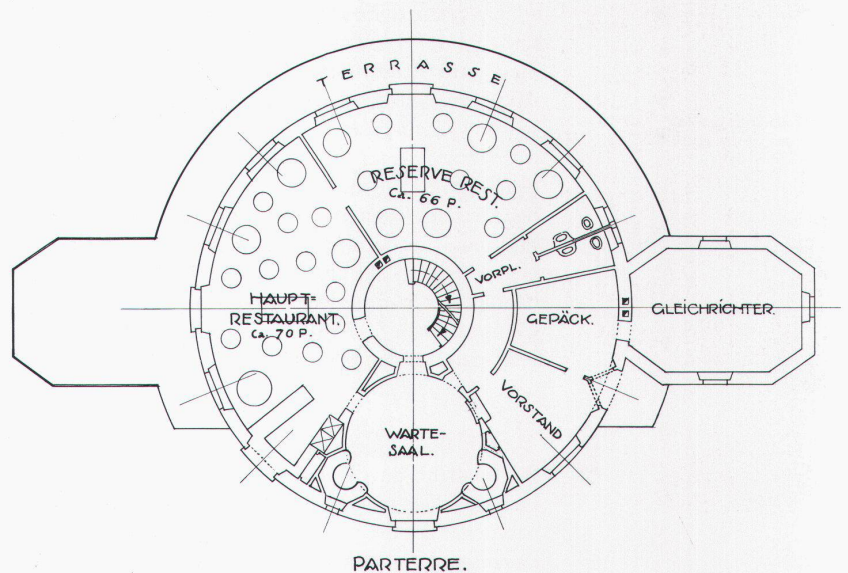 TERRASSE
RESERVE REST.
Ca. 66 P.
VORPL.
HAUPT=
RESTAURANT.
Ca. 70 P.
GEPÄCK.
GLEICHRICHTER.
VORSTAND
WARTE-
SAAL.
PARTERRE.